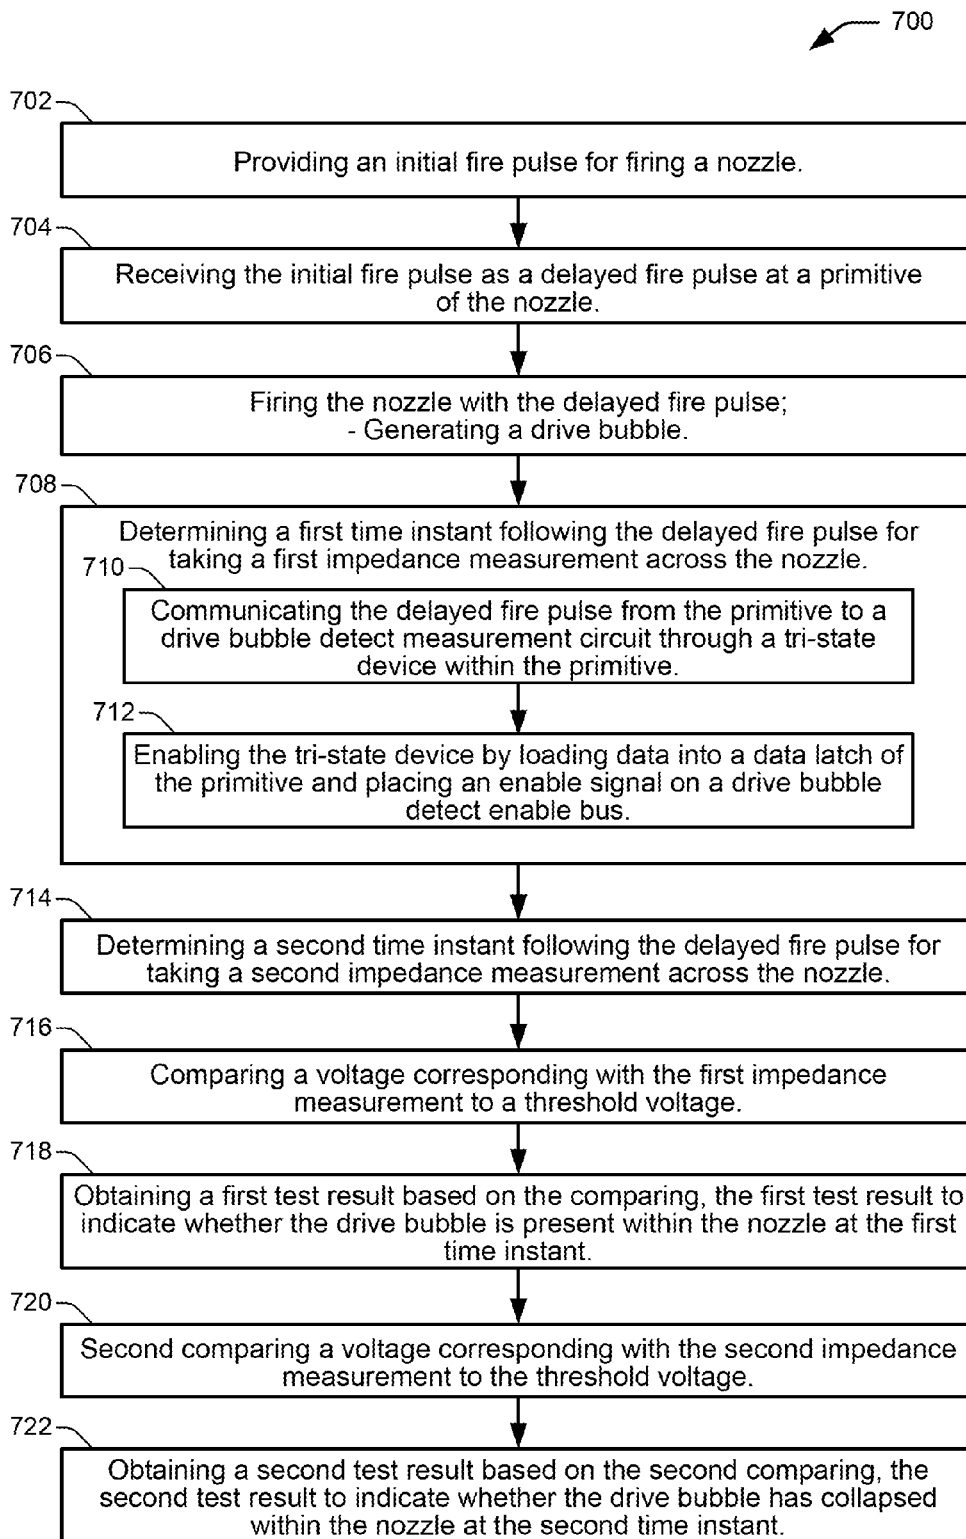 700
702
Providing an initial fire pulse for firing a nozzle.
704
Receiving the initial fire pulse as a delayed fire pulse at a primitive
of the nozzle.
706
Firing the nozzle with the delayed fire pulse;
- Generating a drive bubble.
708
Determining a first time instant following the delayed fire pulse for
taking a first impedance measurement across the nozzle.
710
Communicating the delayed fire pulse from the primitive to a
drive bubble detect measurement circuit through a tri-state
device within the primitive.
712
Enabling the tri-state device by loading data into a data latch of
the primitive and placing an enable signal on a drive bubble
detect enable bus.
714
Determining a second time instant following the delayed fire pulse for
taking a second impedance measurement across the nozzle.
716
Comparing a voltage corresponding with the first impedance
measurement to a threshold voltage.
718
Obtaining a first test result based on the comparing, the first test result to
indicate whether the drive bubble is present within the nozzle at the first
time instant.
720
Second comparing a voltage corresponding with the second impedance
measurement to the threshold voltage.
722
Obtaining a second test result based on the second comparing, the
second test result to indicate whether the drive bubble has collapsed
within the nozzle at the second time instant.